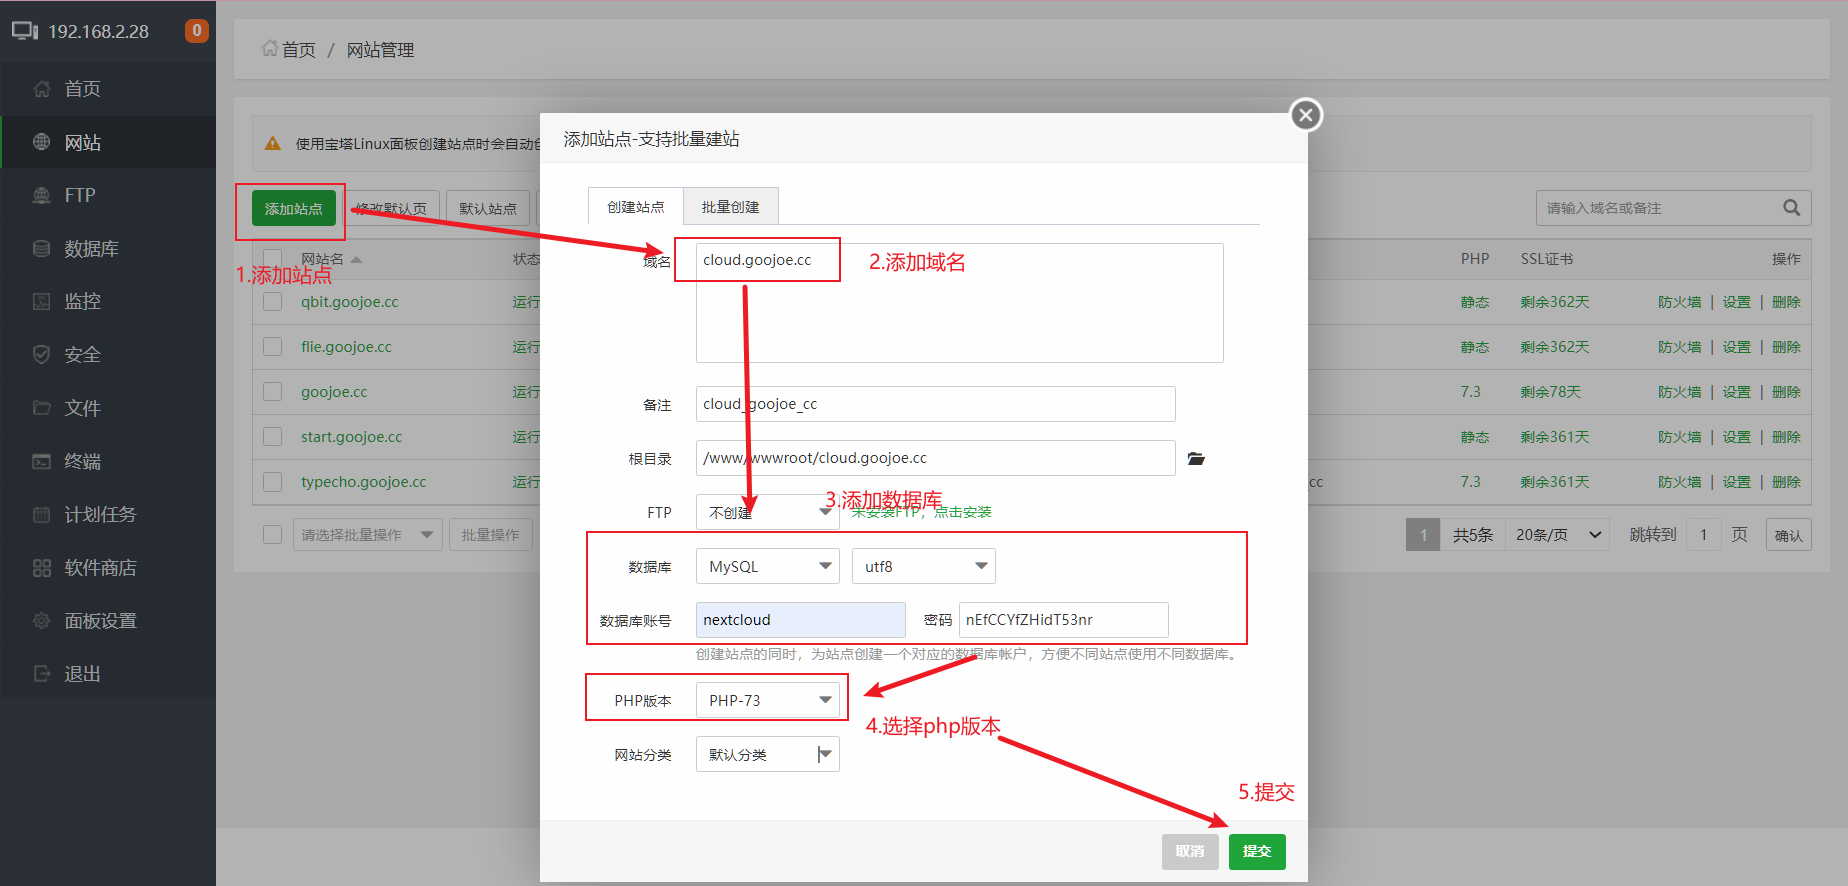 192.168.2.28
0
首页
网站
FTP
数据库
监控
安全
文件
终端
计划任务
软件商店
面板设置
退出
首页 / 网站管理
使用宝塔Linux面板创建站点时会自动
添加站点
修改默认页
默认站点
请输入域名或备注
1.添加站点
网站名
状态
PHP
SSL证书
操作
qbit.goojoe.cc
运行
静态
剩余362天
防火墙 | 设置 | 删除
flie.goojoe.cc
运行
静态
剩余362天
防火墙 | 设置 | 删除
goojoe.cc
运行
7.3
剩余78天
防火墙 | 设置 | 删除
start.goojoe.cc
运行
静态
剩余361天
防火墙 | 设置 | 删除
typecho.goojoe.cc
运行
cc
7.3
剩余361天
防火墙 | 设置 | 删除
请选择批量操作
批量操作
1
共5条
20条/页
跳转到
1
页
确认
添加站点-支持批量建站
创建站点
批量创建
域名
cloud.goojoe.cc
2.添加域名
备注
cloud_goojoe_cc
根目录
/www/wwwroot/cloud.goojoe.cc
3.添加数据库
FTP
不创建
未安装FTP，点击安装
数据库
MySQL
utf8
数据库账号
nextcloud
密码
nEfCCYfZHidT53nr
创建站点的同时，为站点创建一个对应的数据库帐户，方便不同站点使用不同数据库。
PHP版本
PHP-73
4.选择php版本
网站分类
默认分类
5.提交
取消
提交